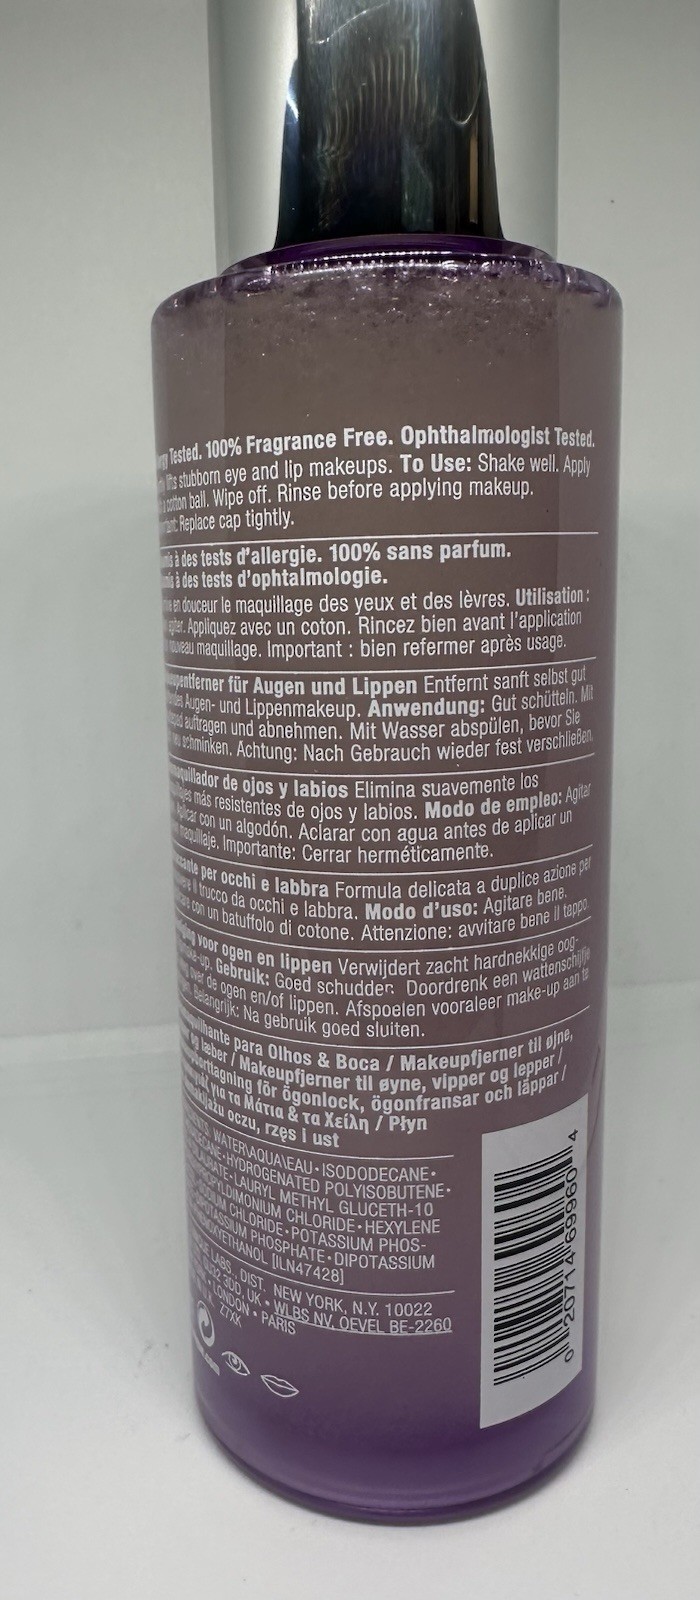 Tested. 100% Fragrance Free. Ophthalmologist Tested.
lifts stubborn eye and lip makeups. To Use: Shake well. Apply
cotton ball. Wipe off. Rinse before applying makeup.
Replace cap tightly.
à des tests d'allergie. 100% sans parfum.
à des tests d'ophtalmologie.
en douceur le maquillage des yeux et des lèvres. Utilisation :
Appliquez avec un coton. Rincez bien avant l'application
maquillage. Important : bien refermer après usage.
für Augen und Lippen Entfernt sanft selbst gut
Augen- und Lippenmakeup. Anwendung: Gut schütteln. Mit
auftragen und abnehmen. Mit Wasser abspülen, bevor Sie
schminken. Achtung: Nach Gebrauch wieder fest verschließen.
de ojos y labios Elimina suavemente los
más resistentes de ojos y labios. Modo de empleo: Agitar
Aplicar con un algodón. Aclarar con agua antes de aplicar un
maquillaje. Importante: Cerrar herméticamente.
per occhi e labbra Formula delicata a duplice azione per
il trucco da occhi e labbra. Modo d'uso: Agitare bene.
con un batuffolo di cotone. Attenzione: avvitare bene il tappo.
voor ogen en lippen Verwijdert zacht hardnekkige oog-
Gebruik: Goed schudden. Doordrenk een wattenschijfje
over de ogen en/of lippen. Afspoelen vooraleer make-up aan te
Belangrijk: Na gebruik goed sluiten.
para Olhos & Boca / Makeupfjerner til øjne,
og læber / Makeupfjerner til øyne, vipper og lepper /
för ögonlock, ögonfransar och läppar /
για τα Μάτια & τα Χείλη / Płyn
oczu, rzęs i ust
WATER\AQUA\EAU • ISODODECANE •
HYDROGENATED POLYISOBUTENE •
LAURYL METHYL GLUCETH-10
CHLORIDE • HEXYLENE
CHLORIDE • POTASSIUM PHOS-
PHOSPHATE • DIPOTASSIUM
[ILN47428]
LABS., DIST. NEW YORK, N.Y. 10022
3DD, UK • WLBS NV, OEVEL BE-2260
LONDON • PARIS
27XK
0 20714 69960 4